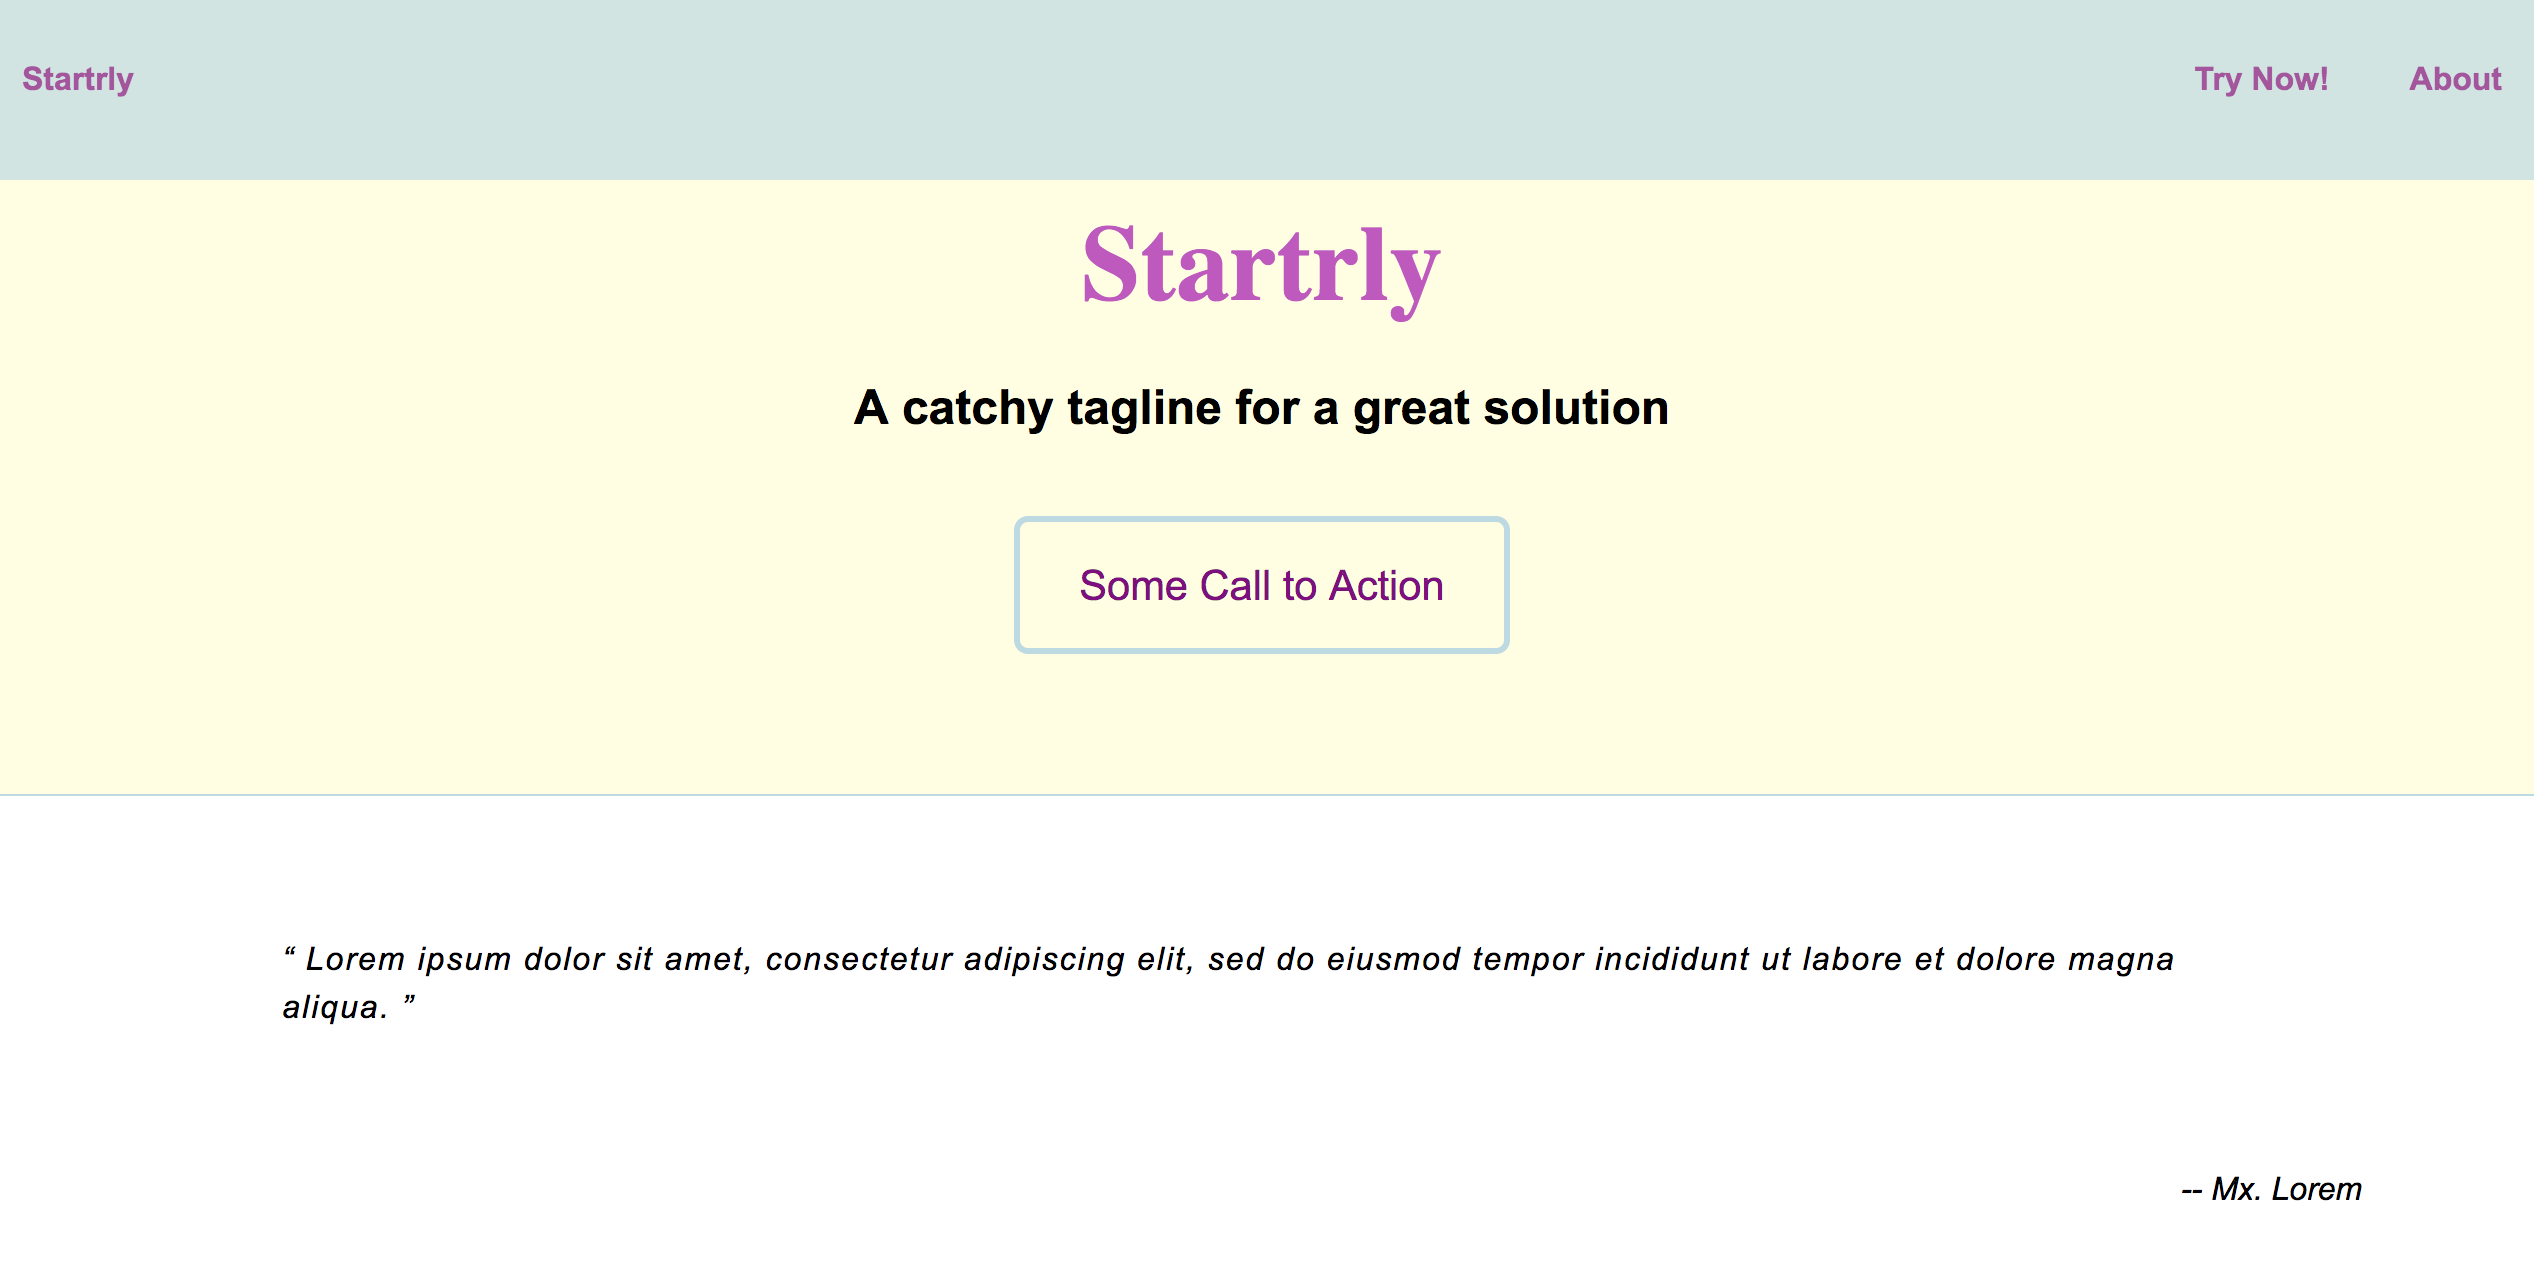 Startrly
Try Now!
About
Startrly
A catchy tagline for a great solution
Some Call to Action
“ Lorem ipsum dolor sit amet, consectetur adipiscing elit, sed do eiusmod tempor incididunt ut labore et dolore magna
aliqua. ”
-- Mx. Lorem